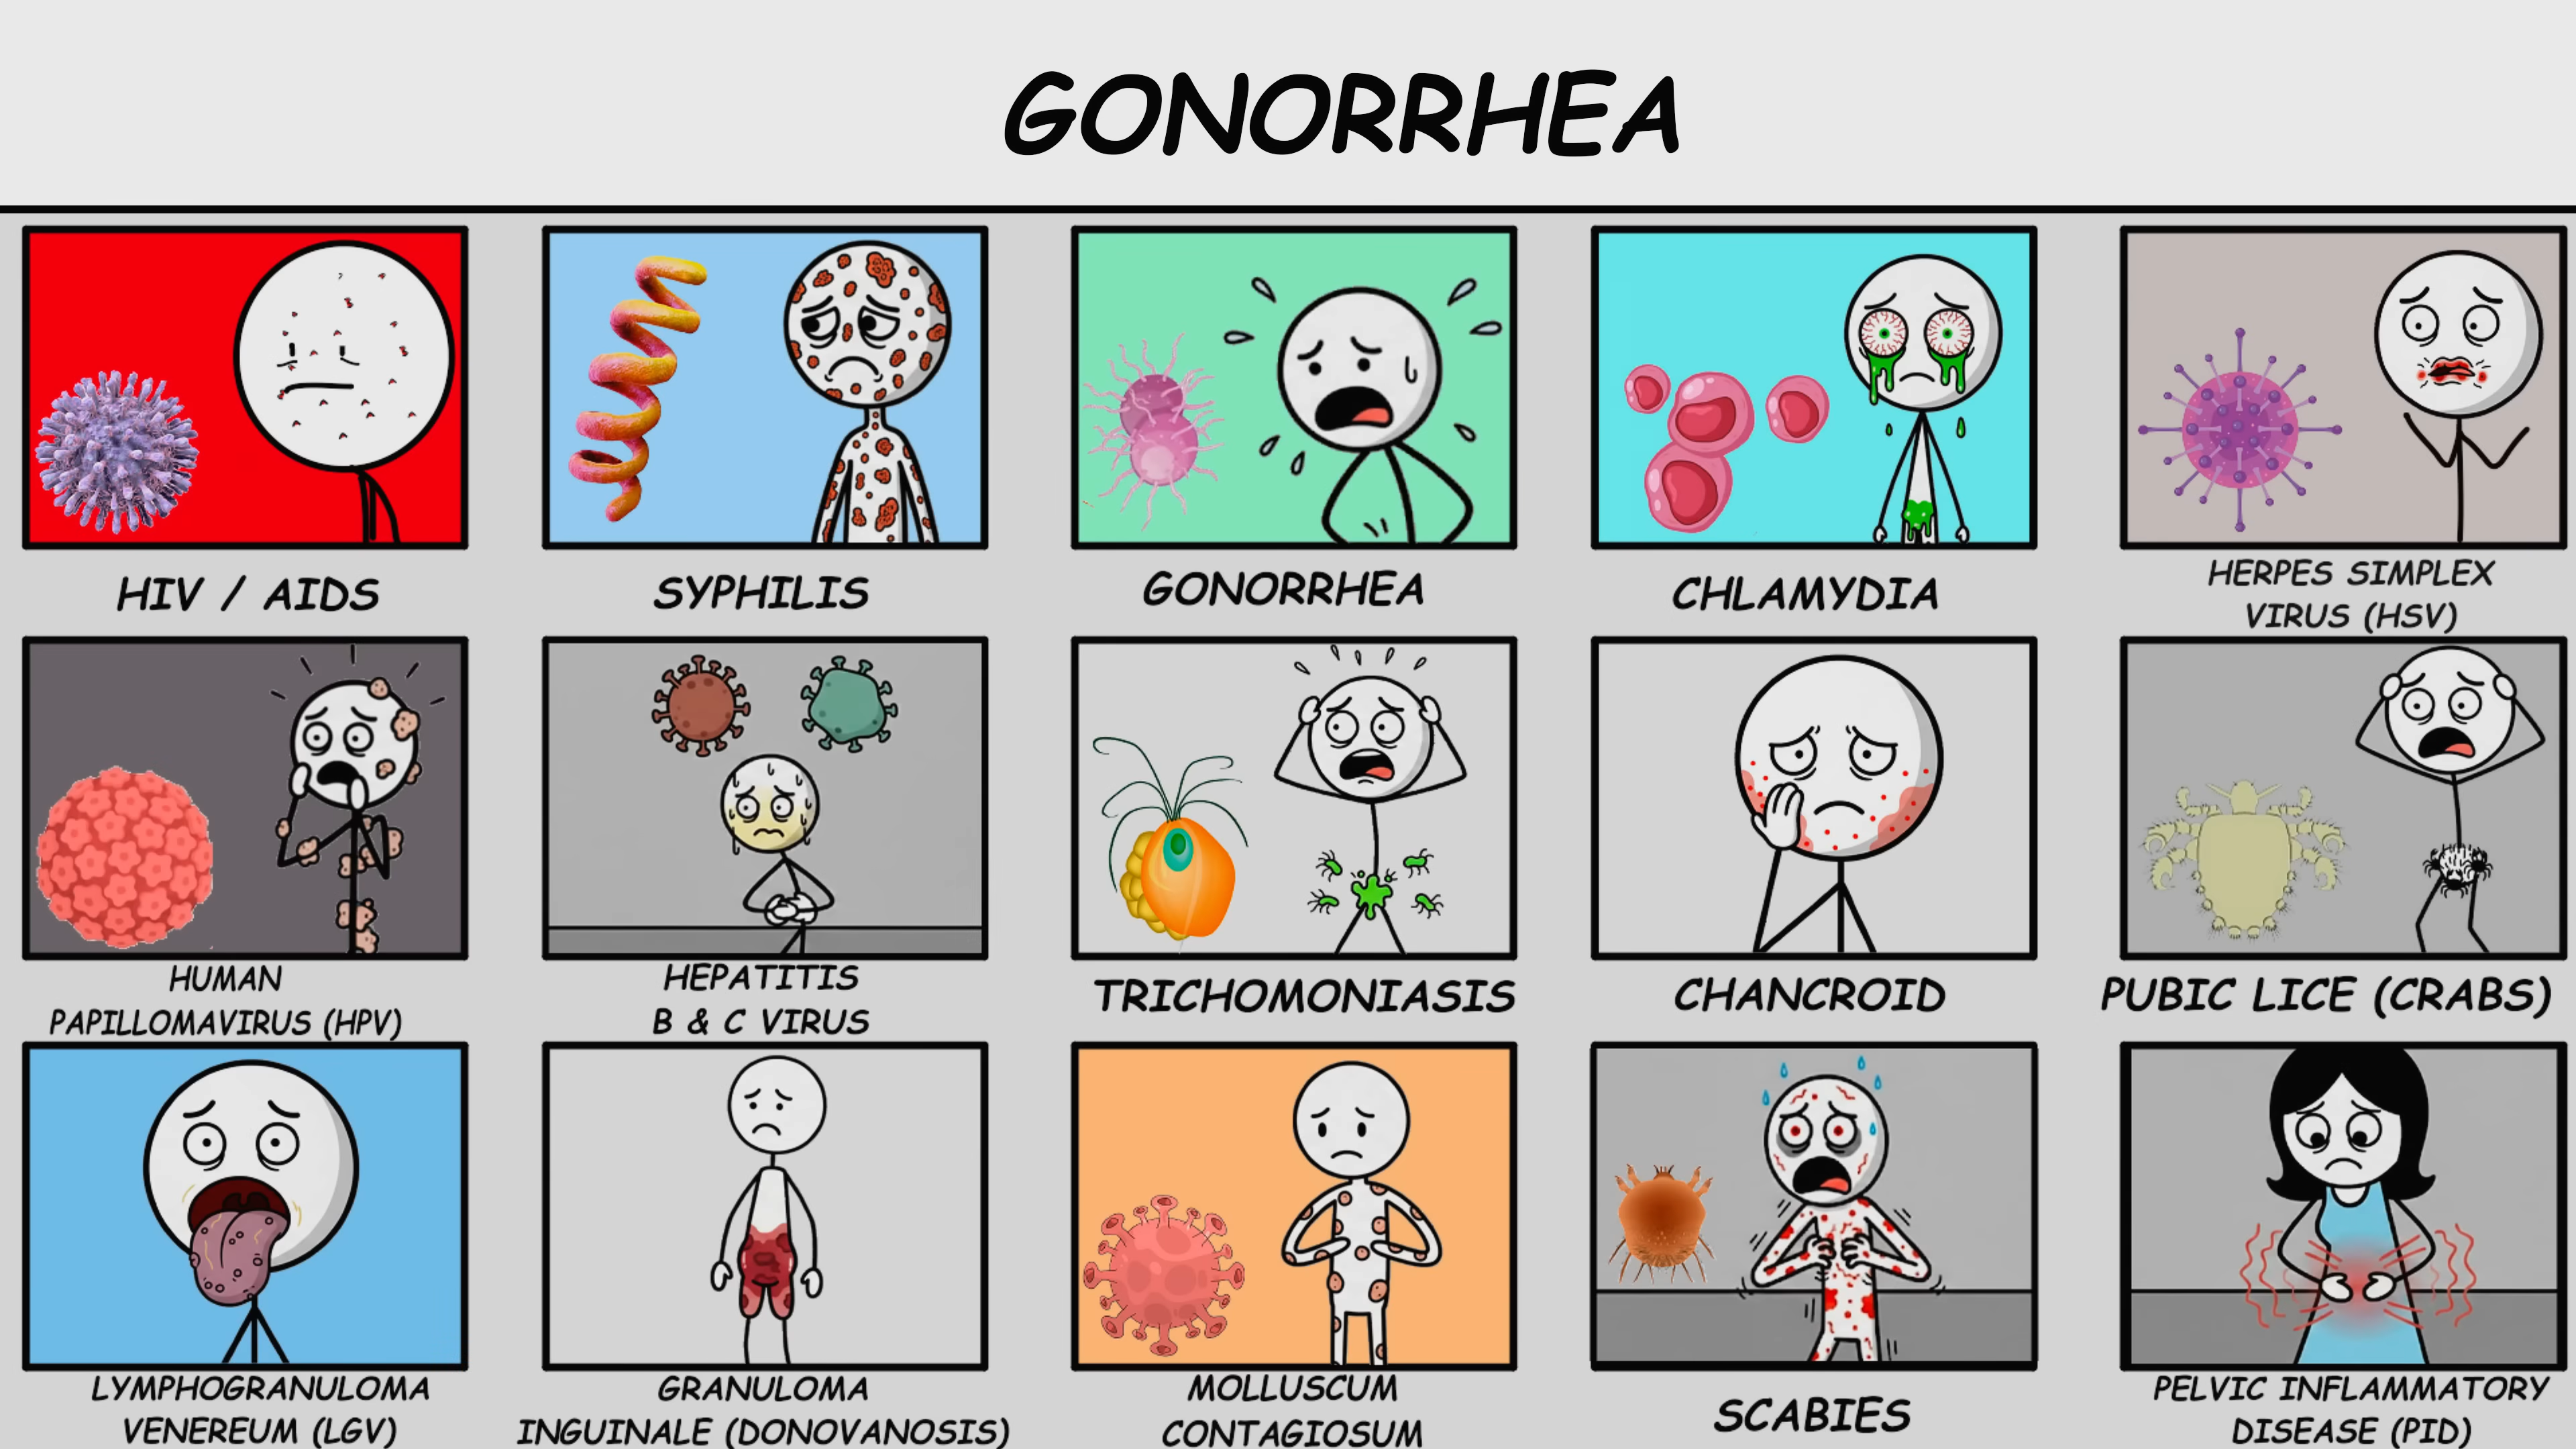 GONORRHEA
HIV / AIDS
SYPHILIS
GONORRHEA
CHLAMYDIA
HERPES SIMPLEX
VIRUS (HSV)
HUMAN
PAPILLOMAVIRUS (HPV)
HEPATITIS
B & C VIRUS
TRICHOMONIASIS
CHANCROID
PUBIC LICE (CRABS)
LYMPHOGRANULOMA
VENEREUM (LGV)
GRANULOMA
INGUINALE (DONOVANOSIS)
MOLLUSCUM
CONTAGIOSUM
SCABIES
PELVIC INFLAMMATORY
DISEASE (PID)